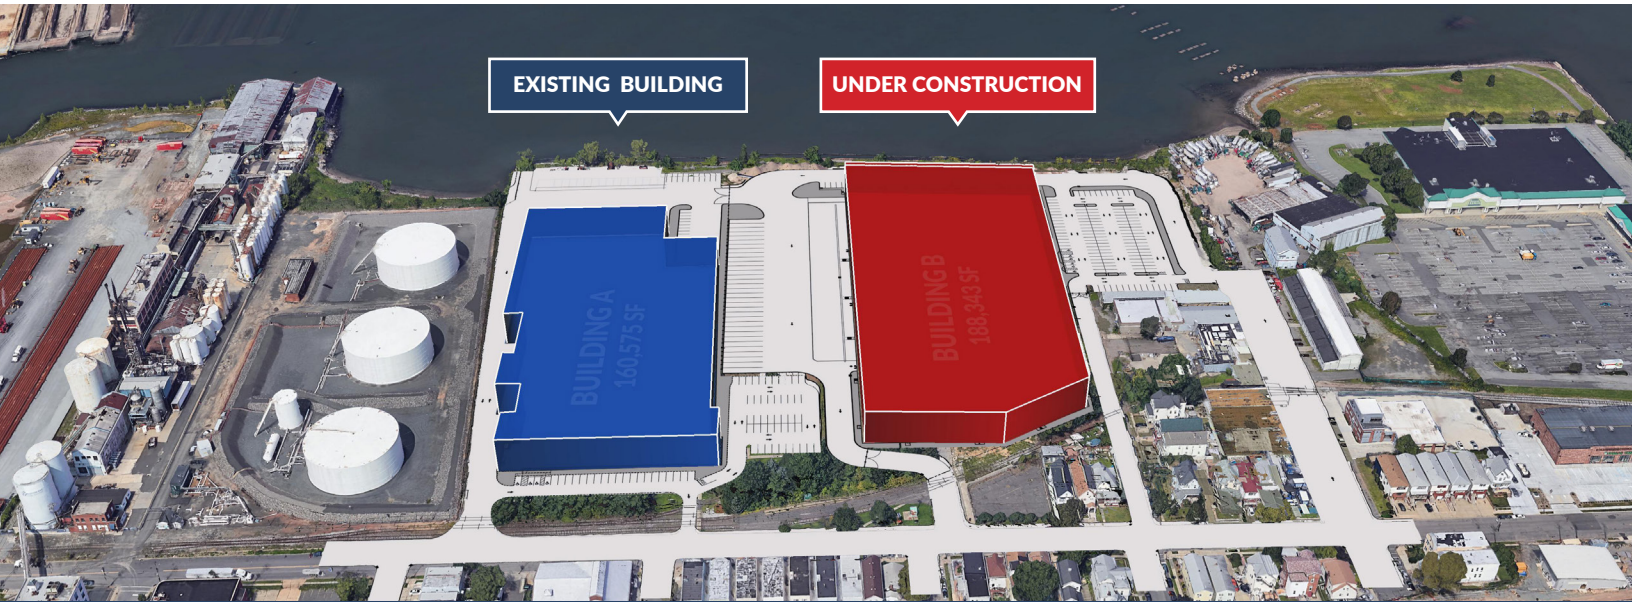 EXISTING BUILDING
UNDER CONSTRUCTION
BUILDING A
160,575 SF
BUILDING B
188,343 SF